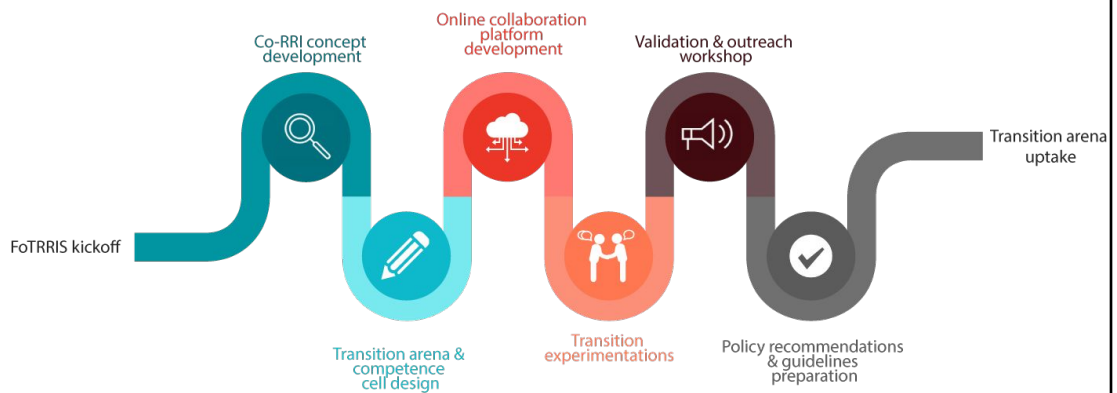 FoTRRIS kickoff
Co-RRI concept
development
Transition arena &
competence
cell design
Online collaboration
platform
development
Transition
experimentations
Validation & outreach
workshop
Policy recommendations
& guidelines
preparation
Transition arena
uptake